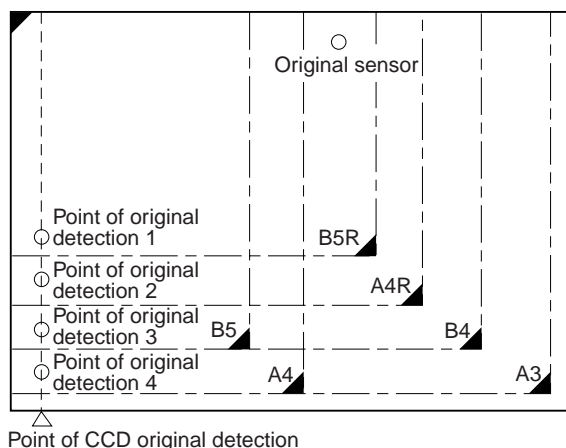 Original sensor
Point of original
detection 1
B5R
Point of original
detection 2
A4R
Point of original
detection 3
B5
B4
Point of original
detection 4
A4
A3
Point of CCD original detection